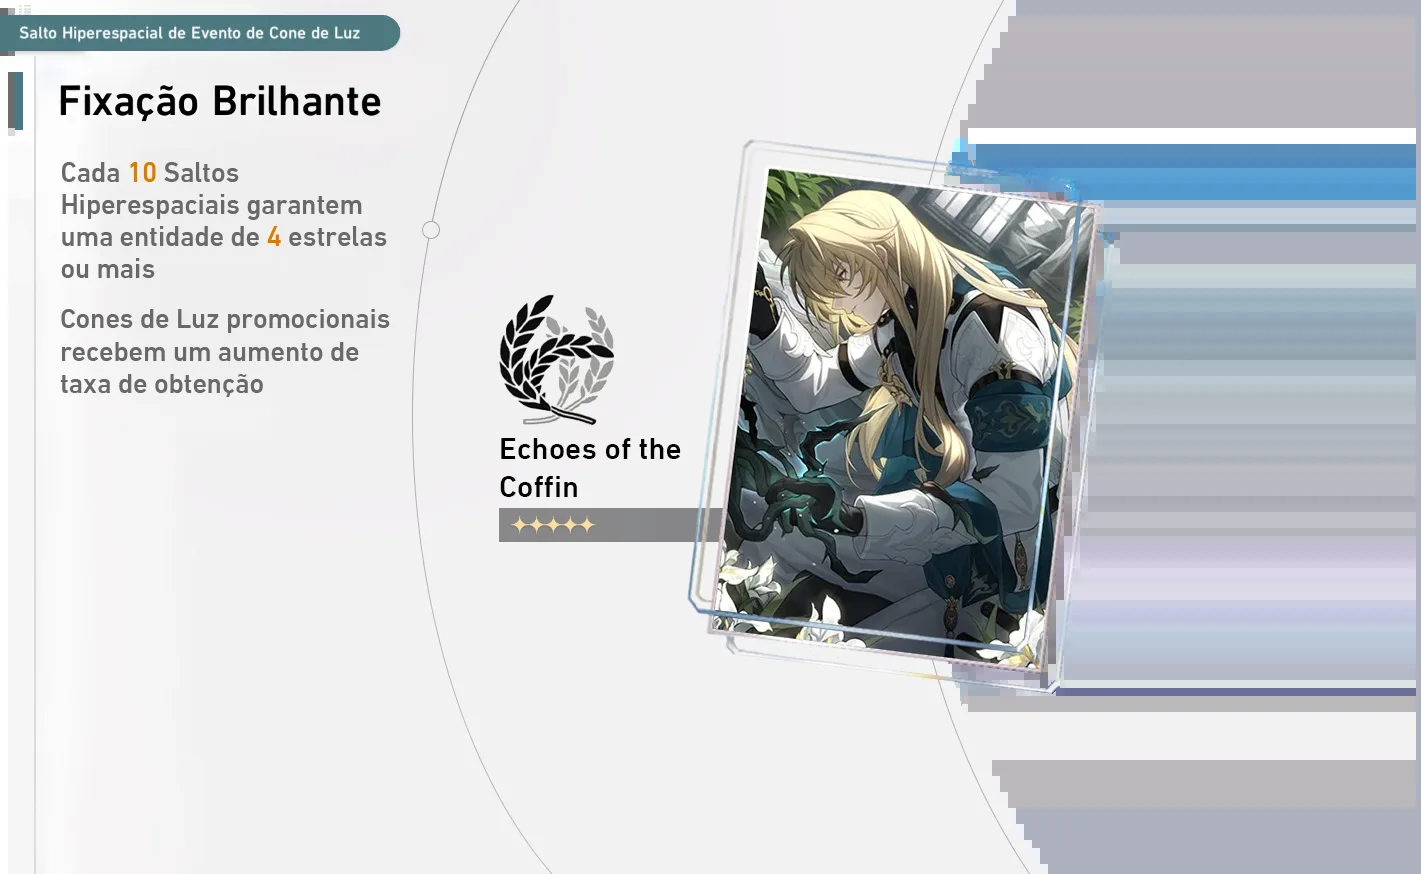 Salto Hiperespacial de Evento de Cone de Luz
Fixação Brilhante
Cada 10 Saltos
Hiperespaciais garantem
uma entidade de 4 estrelas
ou mais
Cones de Luz promocionais
recebem um aumento de
taxa de obtenção
Echoes of the
Coffin